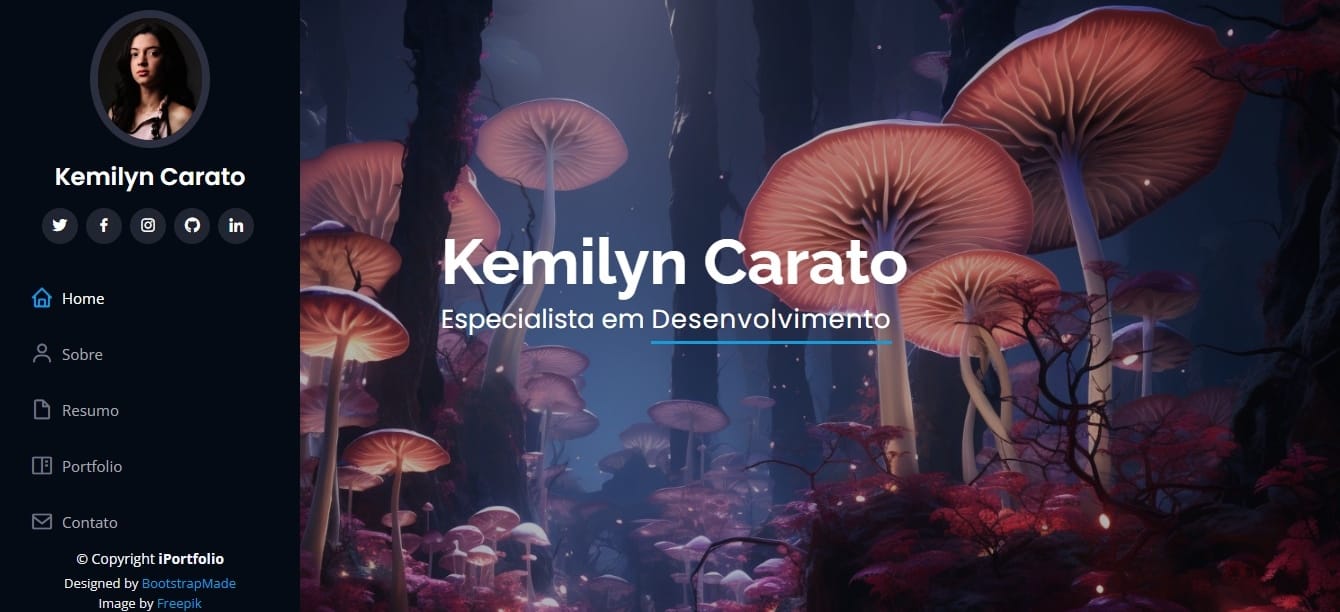 Kemilyn Carato
Home
Sobre
Resumo
Portfolio
Contato
© Copyright iPortfolio
Designed by BootstrapMade
Image by Freepik
Kemilyn Carato
Especialista em Desenvolvimento